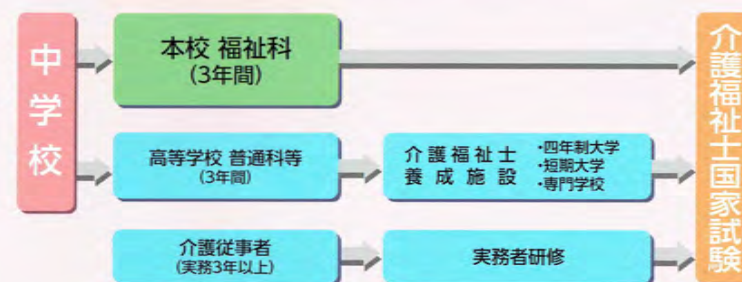 中学校
本校 福祉科
(3年間)
高等学校 普通科等
(3年間)
介護福祉士
養成施設
・四年制大学
・短期大学
・専門学校
介護従事者
(実務3年以上)
実務者研修
介護福祉士国家試験